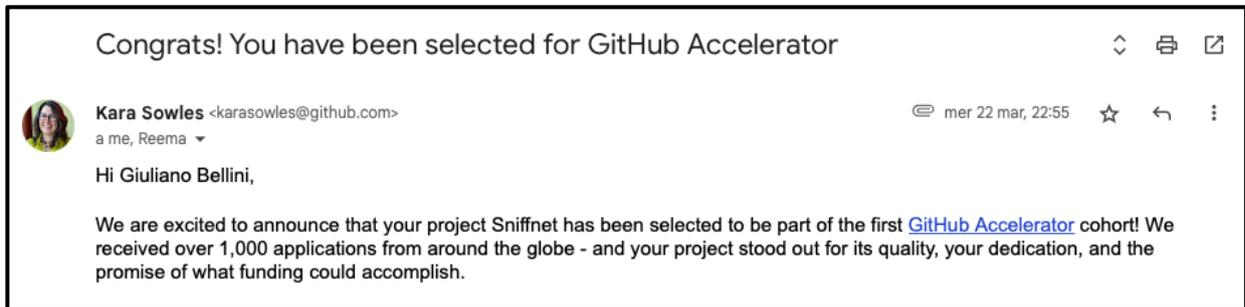 Congrats! You have been selected for GitHub Accelerator
Kara Sowles <karasowles@github.com>
mer 22 mar, 22:55
a me, Reema
Hi Giuliano Bellini,
We are excited to announce that your project Sniffnet has been selected to be part of the first GitHub Accelerator cohort! We
received over 1,000 applications from around the globe - and your project stood out for its quality, your dedication, and the
promise of what funding could accomplish.